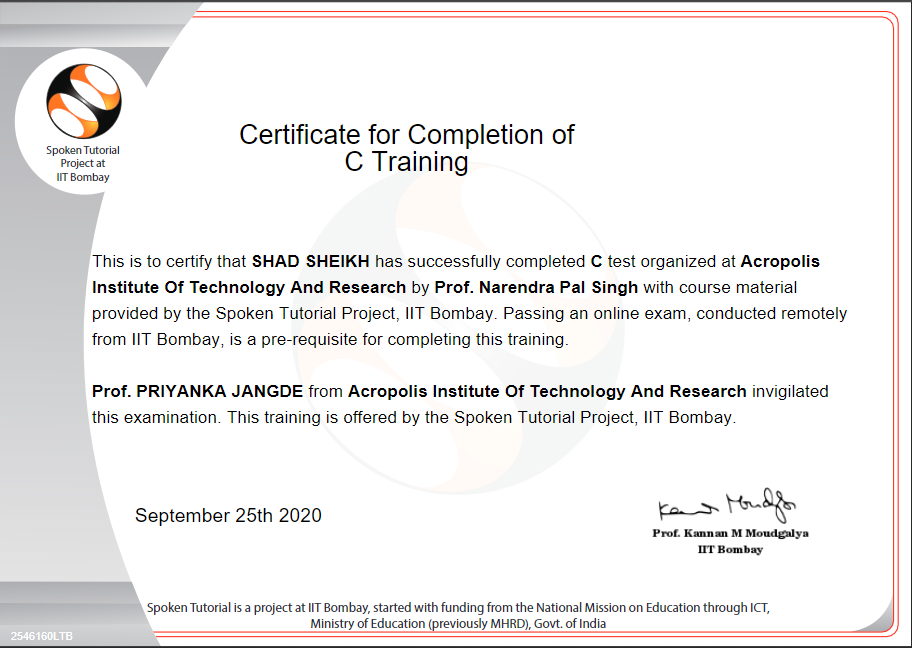 Spoken Tutorial
Project at
IIT Bombay
Certificate for Completion of
C Training
This is to certify that SHAD SHEIKH has successfully completed C test organized at Acropolis
Institute Of Technology And Research by Prof. Narendra Pal Singh with course material
provided by the Spoken Tutorial Project, IIT Bombay. Passing an online exam, conducted remotely
from IIT Bombay, is a pre-requisite for completing this training.
Prof. PRIYANKA JANGDE from Acropolis Institute Of Technology And Research invigilated
this examination. This training is offered by the Spoken Tutorial Project, IIT Bombay.
September 25th 2020
Kannan Moudgalya
Prof. Kannan M Moudgalya
IIT Bombay
Spoken Tutorial is a project at IIT Bombay, started with funding from the National Mission on Education through ICT,
Ministry of Education (previously MHRD), Govt. of India
2546160LTB